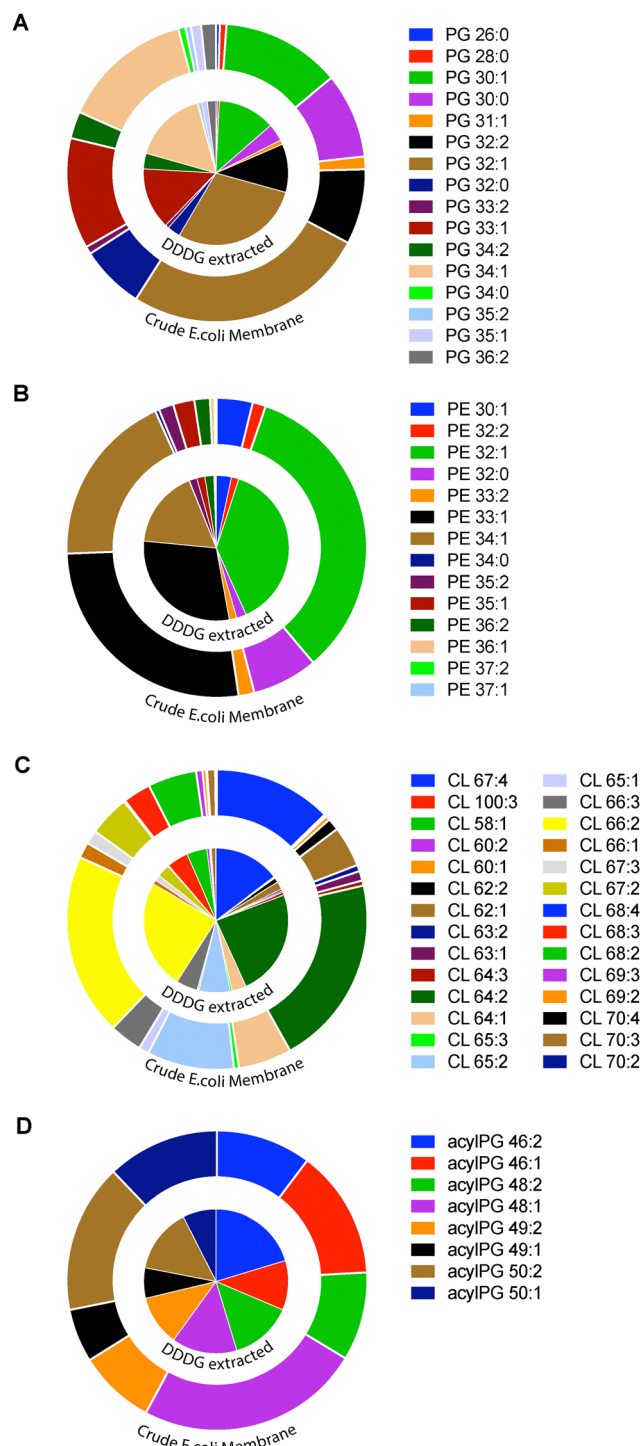 A
DDDG extracted
Crude E.coli Membrane
PG 26:0
PG 28:0
PG 30:1
PG 30:0
PG 31:1
PG 32:2
PG 32:1
PG 32:0
PG 33:2
PG 33:1
PG 34:2
PG 34:1
PG 34:0
PG 35:2
PG 35:1
PG 36:2
B
DDDG extracted
Crude E.coli Membrane
PE 30:1
PE 32:2
PE 32:1
PE 32:0
PE 33:2
PE 33:1
PE 34:1
PE 34:0
PE 35:2
PE 35:1
PE 36:2
PE 36:1
PE 37:2
PE 37:1
C
DDDG extracted
Crude E.coli Membrane
CL 67:4
CL 100:3
CL 58:1
CL 60:2
CL 60:1
CL 62:2
CL 62:1
CL 63:2
CL 63:1
CL 64:3
CL 64:2
CL 64:1
CL 65:3
CL 65:2
CL 65:1
CL 66:3
CL 66:2
CL 66:1
CL 67:3
CL 67:2
CL 68:4
CL 68:3
CL 68:2
CL 69:3
CL 69:2
CL 70:4
CL 70:3
CL 70:2
D
DDDG extracted
Crude E.coli Membrane
acylPG 46:2
acylPG 46:1
acylPG 48:2
acylPG 48:1
acylPG 49:2
acylPG 49:1
acylPG 50:2
acylPG 50:1